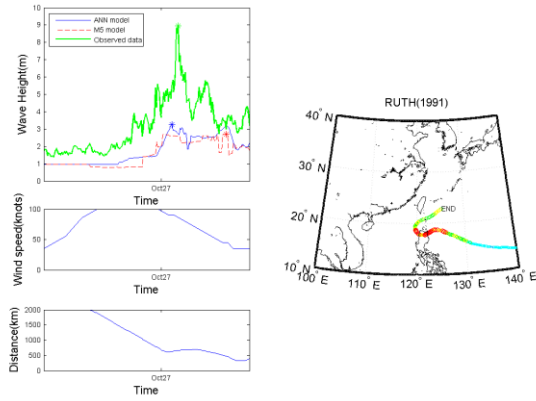 ANN model
M5 model
Observed data
10
9
8
7
6
5
4
3
2
1
0
Wave Height(m)
Oct27
Time
100
50
0
Wind speed(knots)
Oct27
Time
2000
1500
1000
500
0
Distance(km)
Oct27
Time
RUTH(1991)
40° N
30° N
20° N
10° N
END
100° E
110° E
120° E
130° E
140° E